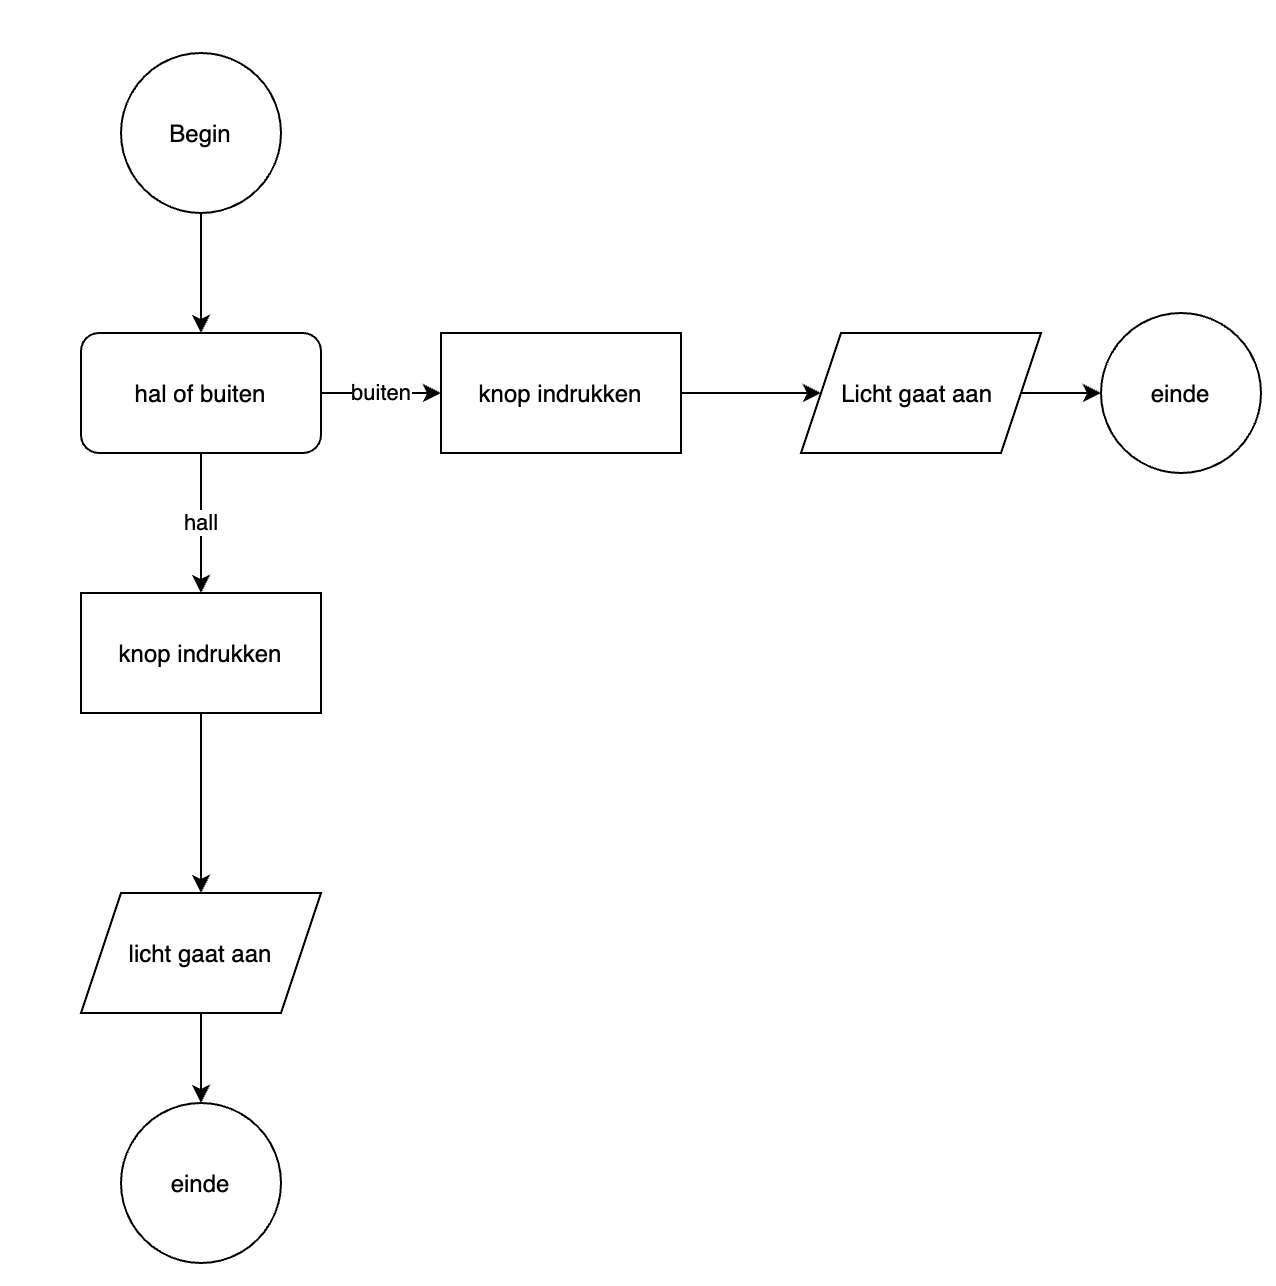 Begin
hal of buiten
buiten
knop indrukken
Licht gaat aan
einde
hall
knop indrukken
licht gaat aan
einde